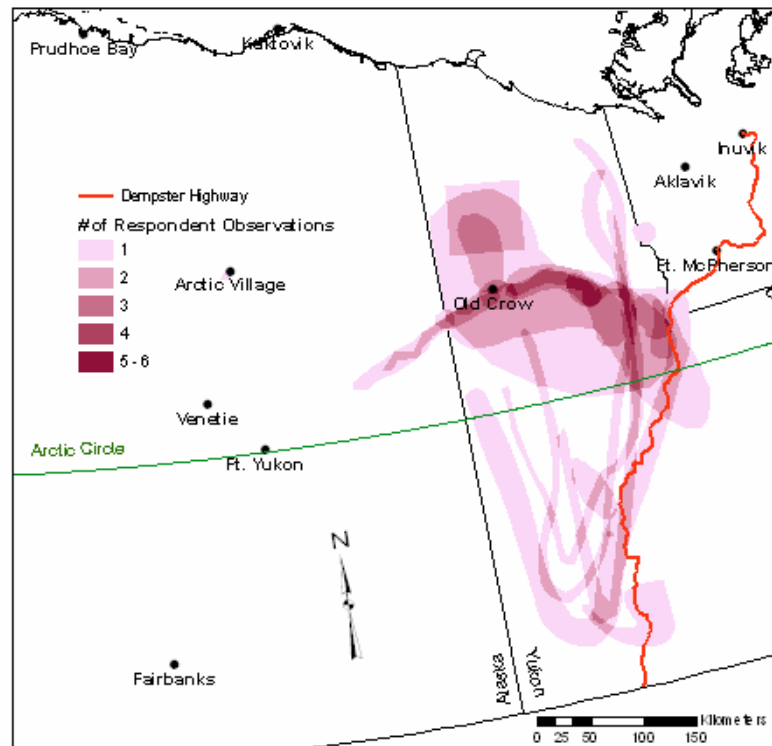 Prudhoe Bay
Kaktovik
Inuvik
Aklavik
Dempster Highway
# of Respondent Observations
1
2
3
4
5 - 6
Ft. McPherson
Arctic Village
Old Crow
Venetie
Arctic Circle
Ft. Yukon
N
Fairbanks
Alaska
Yukon
Kilometers
0 25 50 100 150